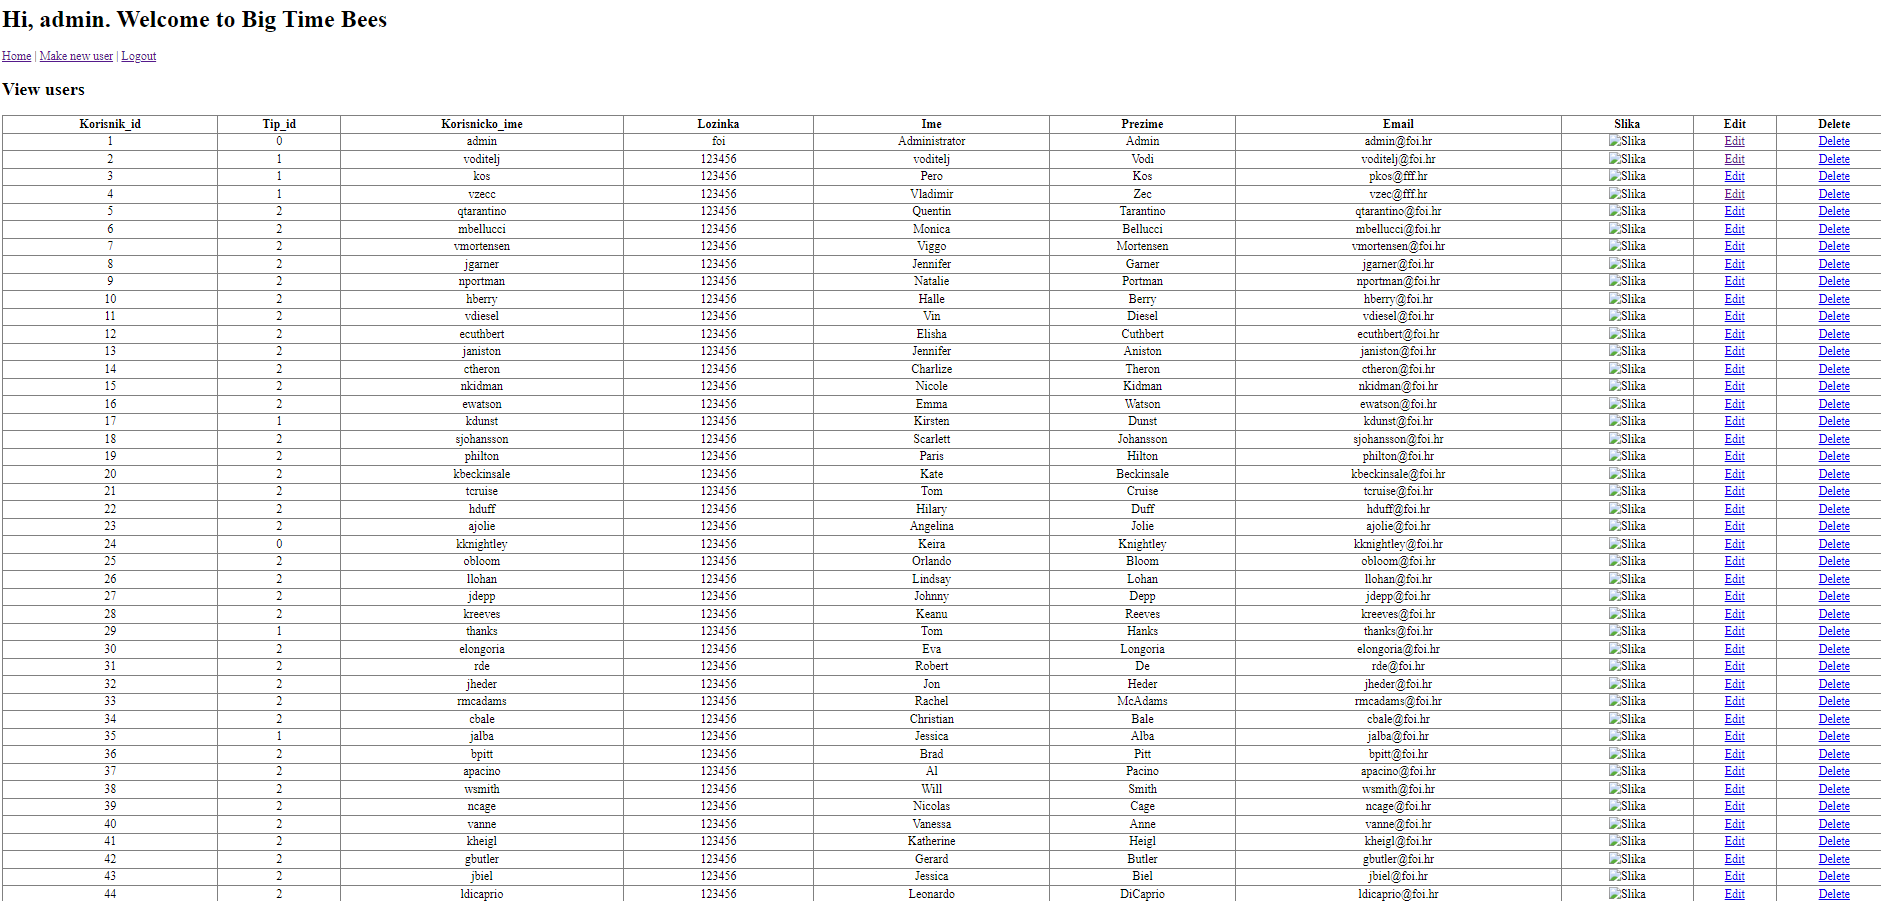 Hi, admin. Welcome to Big Time Bees
Home | Make new user | Logout
View users
Korisnik_id Tip_id Korisnicko_ime Lozinka Ime Prezime Email Slika Edit Delete
1 0 admin foi Administrator Admin admin@foi.hr Slika Edit Delete
2 1 voditelj 123456 voditelj Vodi voditelj@foi.hr Slika Edit Delete
3 1 kos 123456 Pero Kos pkos@fff.hr Slika Edit Delete
4 1 vzecc 123456 Vladimir Zec vzec@fff.hr Slika Edit Delete
5 2 qtarantino 123456 Quentin Tarantino qtarantino@foi.hr Slika Edit Delete
6 2 mbellucci 123456 Monica Bellucci mbellucci@foi.hr Slika Edit Delete
7 2 vmortensen 123456 Viggo Mortensen vmortensen@foi.hr Slika Edit Delete
8 2 jgarner 123456 Jennifer Garner jgarner@foi.hr Slika Edit Delete
9 2 nportman 123456 Natalie Portman nportman@foi.hr Slika Edit Delete
10 2 hberry 123456 Halle Berry hberry@foi.hr Slika Edit Delete
11 2 vdiesel 123456 Vin Diesel vdiesel@foi.hr Slika Edit Delete
12 2 ecuthbert 123456 Elisha Cuthbert ecuthbert@foi.hr Slika Edit Delete
13 2 janiston 123456 Jennifer Aniston janiston@foi.hr Slika Edit Delete
14 2 ctheron 123456 Charlize Theron ctheron@foi.hr Slika Edit Delete
15 2 nkidman 123456 Nicole Kidman nkidman@foi.hr Slika Edit Delete
16 2 ewatson 123456 Emma Watson ewatson@foi.hr Slika Edit Delete
17 1 kdunst 123456 Kirsten Dunst kdunst@foi.hr Slika Edit Delete
18 2 sjohansson 123456 Scarlett Johansson sjohansson@foi.hr Slika Edit Delete
19 2 philton 123456 Paris Hilton philton@foi.hr Slika Edit Delete
20 2 kbeckinsale 123456 Kate Beckinsale kbeckinsale@foi.hr Slika Edit Delete
21 2 tcruise 123456 Tom Cruise tcruise@foi.hr Slika Edit Delete
22 2 hduff 123456 Hilary Duff hduff@foi.hr Slika Edit Delete
23 2 ajolie 123456 Angelina Jolie ajolie@foi.hr Slika Edit Delete
24 0 kknightley 123456 Keira Knightley kknightley@foi.hr Slika Edit Delete
25 2 obloom 123456 Orlando Bloom obloom@foi.hr Slika Edit Delete
26 2 llohan 123456 Lindsay Lohan llohan@foi.hr Slika Edit Delete
27 2 jdepp 123456 Johnny Depp jdepp@foi.hr Slika Edit Delete
28 2 kreeves 123456 Keanu Reeves kreeves@foi.hr Slika Edit Delete
29 1 thanks 123456 Tom Hanks thanks@foi.hr Slika Edit Delete
30 2 elongoria 123456 Eva Longoria elongoria@foi.hr Slika Edit Delete
31 2 rde 123456 Robert De rde@foi.hr Slika Edit Delete
32 2 jheder 123456 Jon Heder jheder@foi.hr Slika Edit Delete
33 2 rmcadams 123456 Rachel McAdams rmcadams@foi.hr Slika Edit Delete
34 2 cbale 123456 Christian Bale cbale@foi.hr Slika Edit Delete
35 1 jalba 123456 Jessica Alba jalba@foi.hr Slika Edit Delete
36 2 bpitt 123456 Brad Pitt bpitt@foi.hr Slika Edit Delete
37 2 apacino 123456 Al Pacino apacino@foi.hr Slika Edit Delete
38 2 wsmith 123456 Will Smith wsmith@foi.hr Slika Edit Delete
39 2 ncage 123456 Nicolas Cage ncage@foi.hr Slika Edit Delete
40 2 vanne 123456 Vanessa Anne vanne@foi.hr Slika Edit Delete
41 2 kheigl 123456 Katherine Heigl kheigl@foi.hr Slika Edit Delete
42 2 gbutler 123456 Gerard Butler gbutler@foi.hr Slika Edit Delete
43 2 jbiel 123456 Jessica Biel jbiel@foi.hr Slika Edit Delete
44 2 ldicaprio 123456 Leonardo DiCaprio ldicaprio@foi.hr Slika Edit Delete